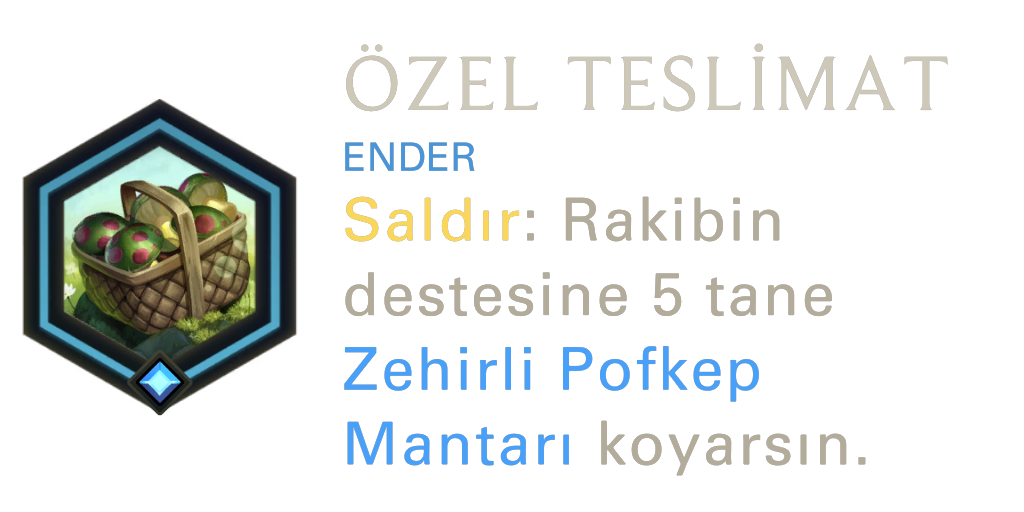 ÖZEL TESLİMAT
ENDER
Saldır: Rakibin
destesine 5 tane
Zehirli Pofkep
Mantarı koyarsın.